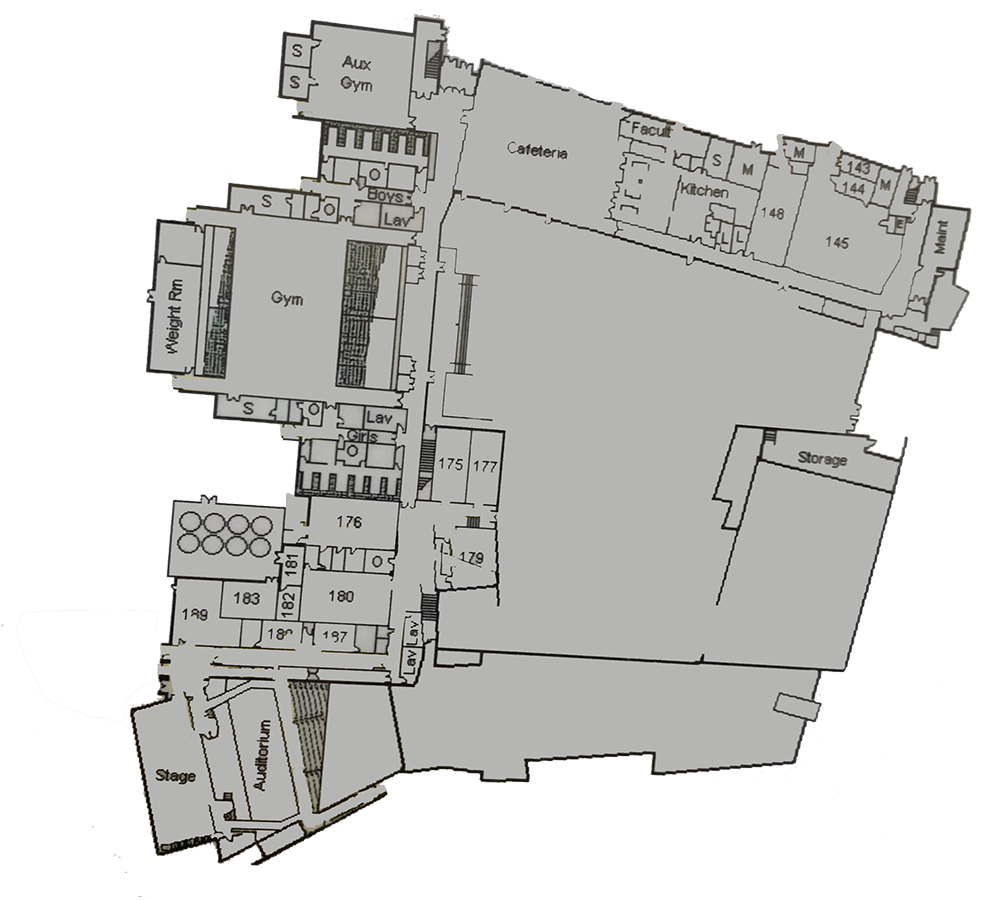 S
S
Aux
Gym
Facult
Cafeteria
S
M
M
143
144
M
Boys
Lav
S
Kitchen
148
145
E
L
L
Maint
Weight Rm
Gym
S
Lav
Girls
175
177
Storage
176
179
181
182
183
180
189
187
Lav
Lav
Stage
Auditorium